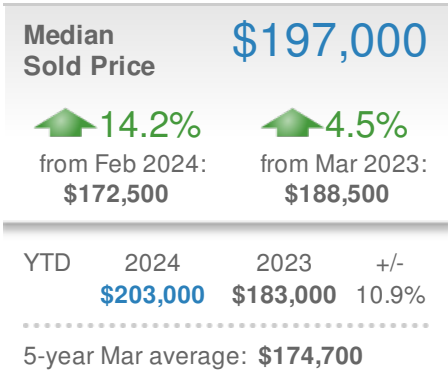 Median
Sold Price
$197,000
14.2%
from Feb 2024:
$172,500
4.5%
from Mar 2023:
$188,500
YTD 2024 2023 +/-
$203,000 $183,000 10.9%
5-year Mar average: $174,700